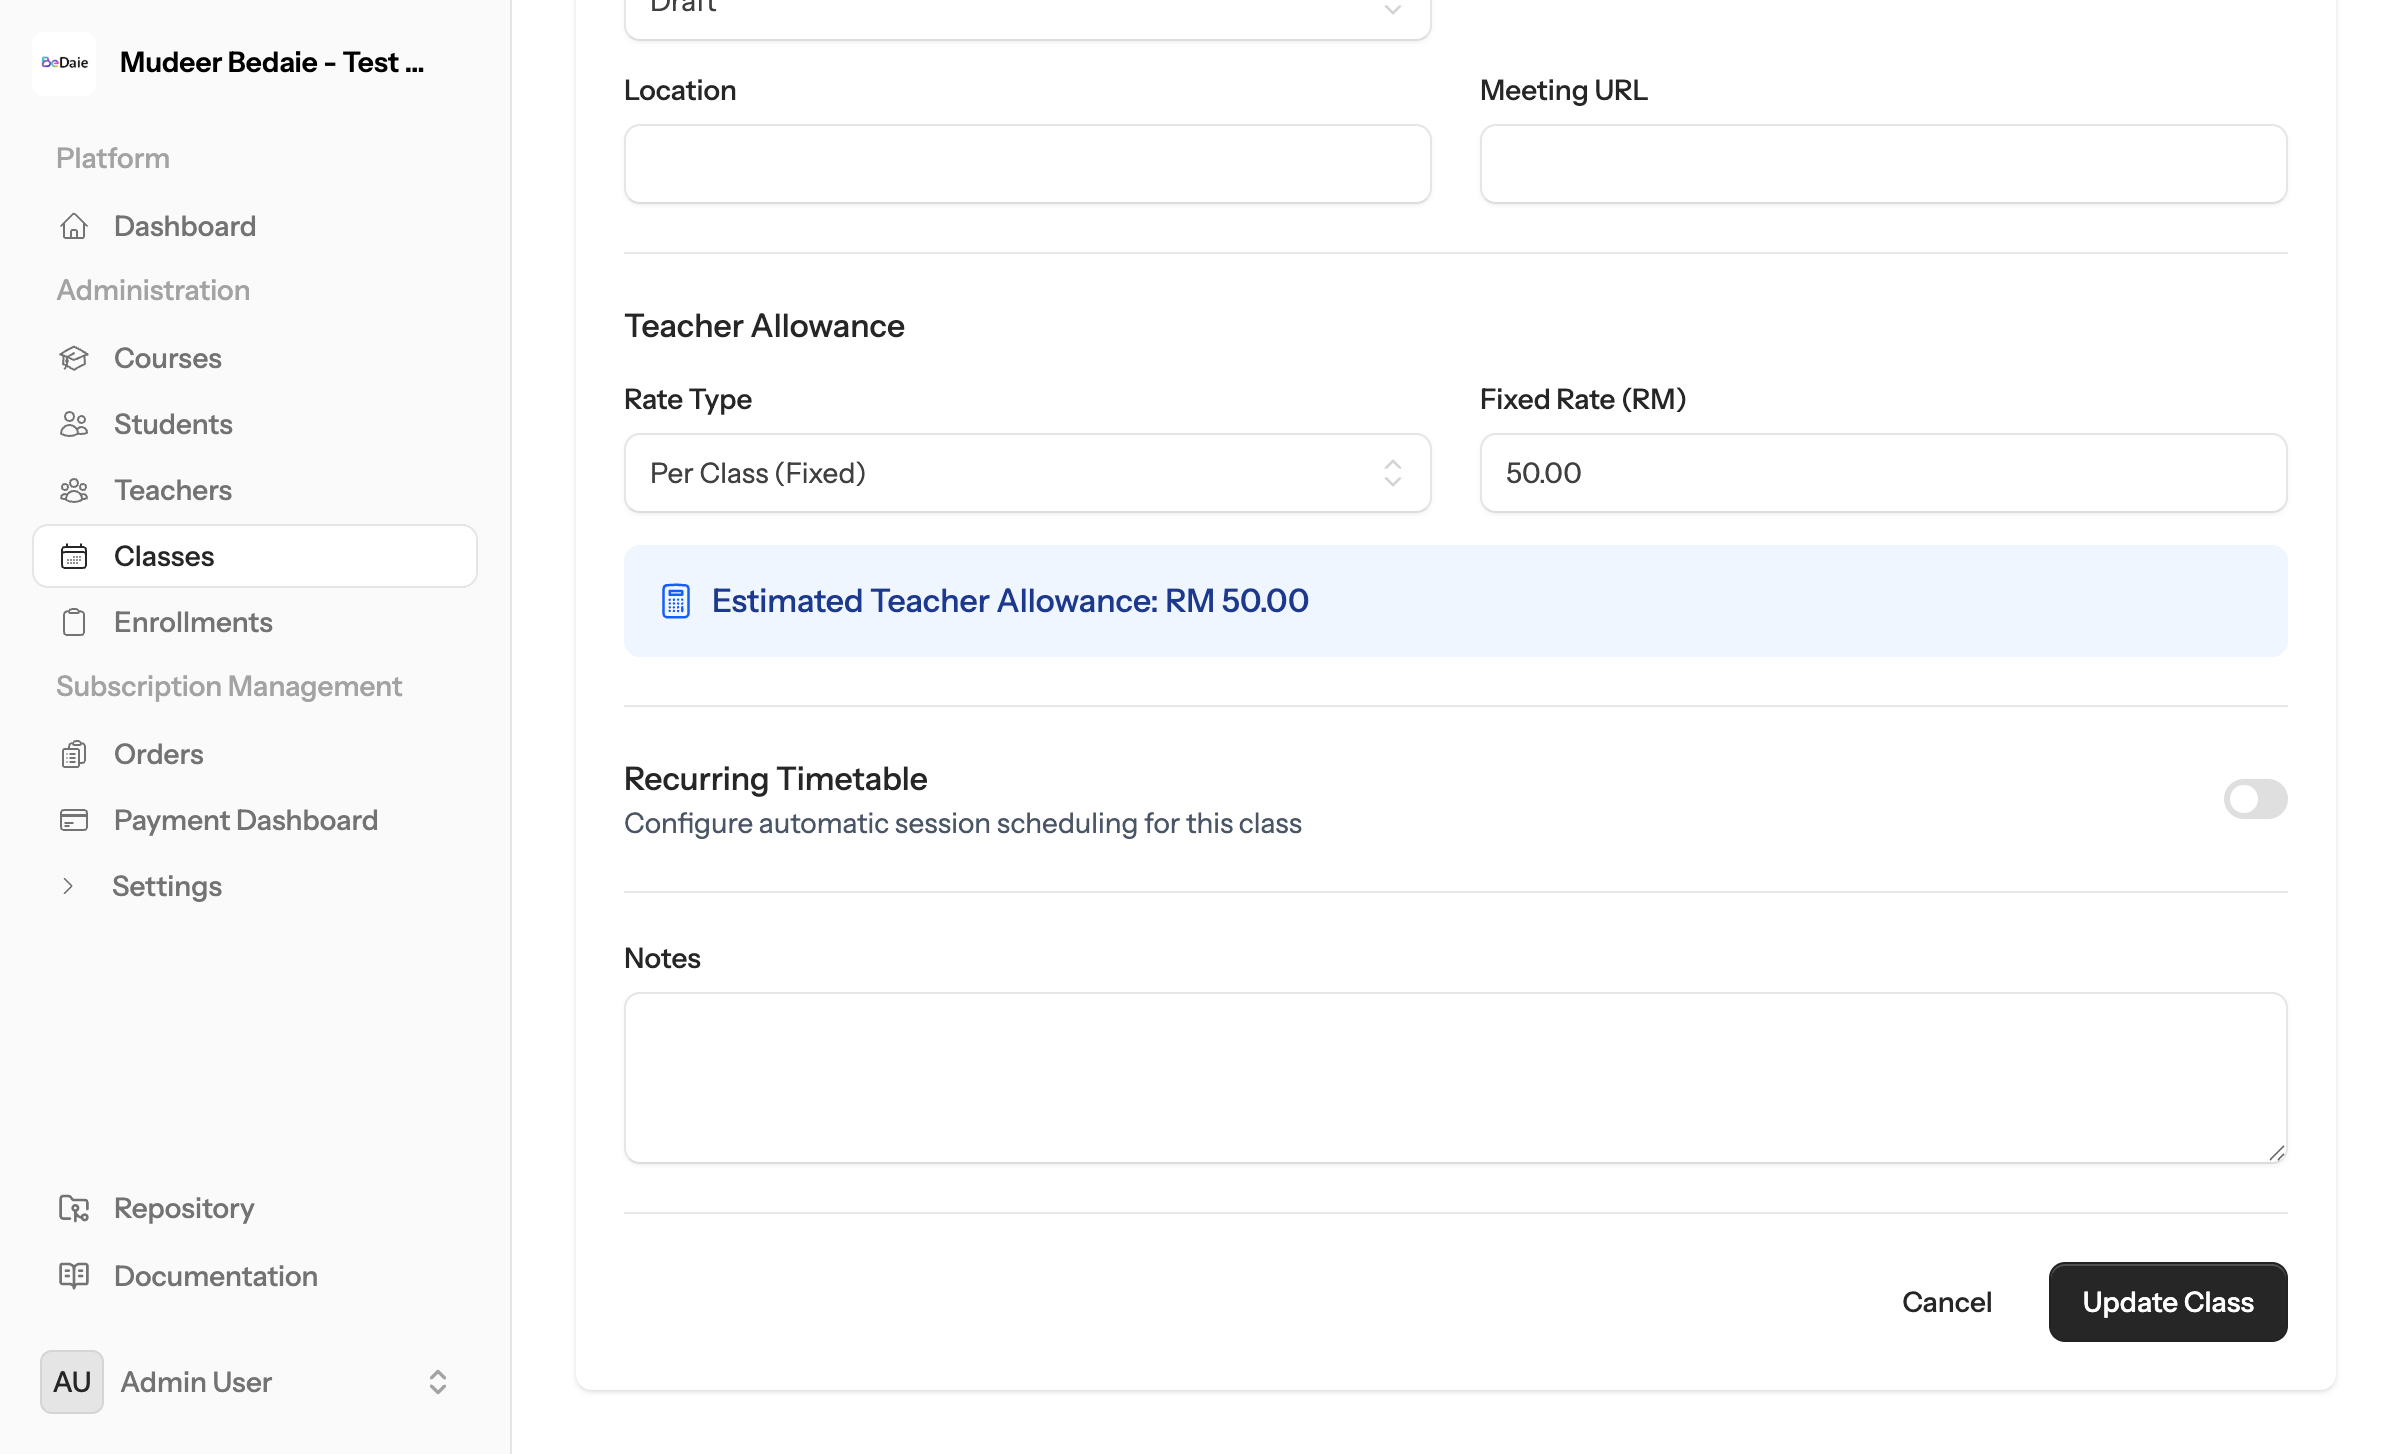 BeDaie
Mudeer Bedaie - Test ...
Platform
Dashboard
Administration
Courses
Students
Teachers
Classes
Enrollments
Subscription Management
Orders
Payment Dashboard
Settings
Repository
Documentation
AU
Admin User
Draft
Location
Meeting URL
Teacher Allowance
Rate Type
Fixed Rate (RM)
Per Class (Fixed)
50.00
Estimated Teacher Allowance: RM 50.00
Recurring Timetable
Configure automatic session scheduling for this class
Notes
Cancel
Update Class